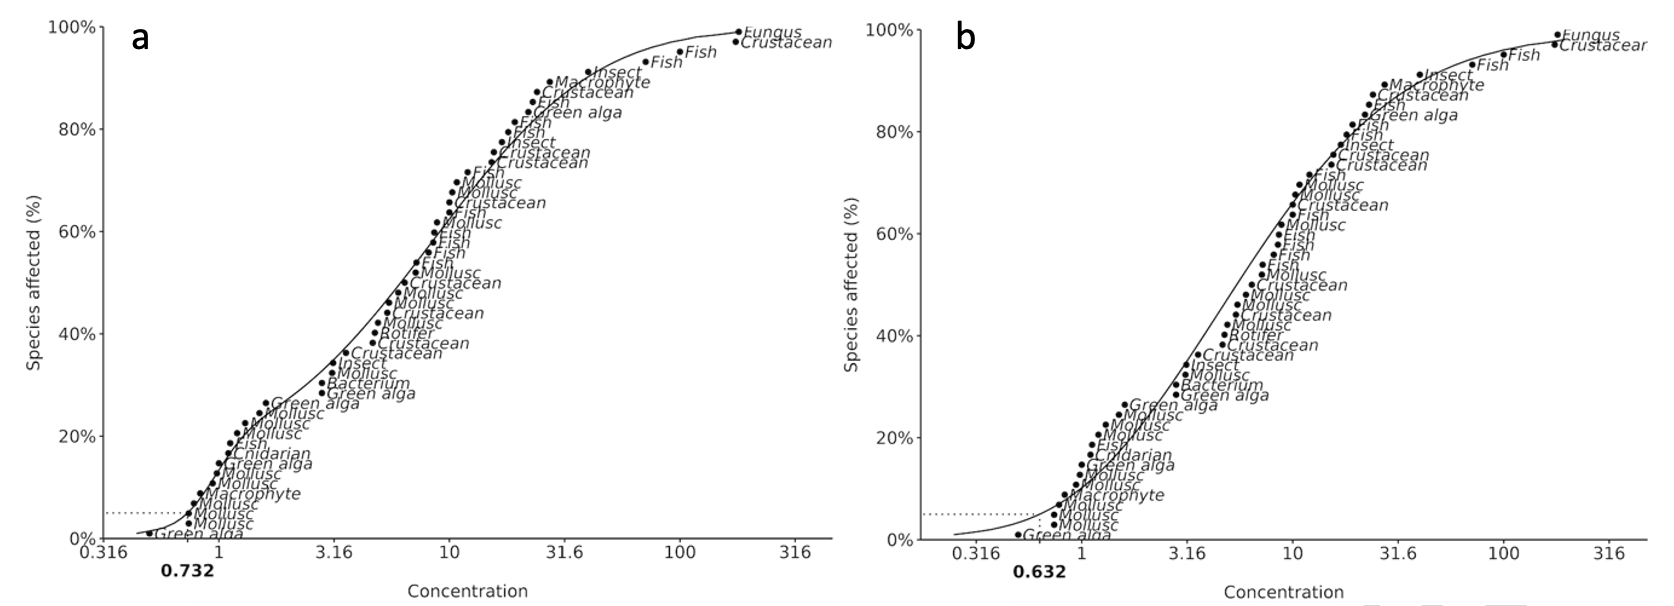 a
100%
80%
60%
40%
20%
0%
Species affected (%)
Fungus
Crustacean
Fish
Fish
Insect
Macrophyte
Crustacean
Fish
Green alga
Fish
Fish
Insect
Crustacean
Crustacean
Fish
Mollusc
Mollusc
Crustacean
Fish
Mollusc
Fish
Fish
Fish
Fish
Mollusc
Crustacean
Mollusc
Mollusc
Crustacean
Mollusc
Rotifer
Crustacean
Crustacean
Insect
Mollusc
Bacterium
Green alga
Green alga
Mollusc
Mollusc
Mollusc
Fish
Cnidarian
Green alga
Mollusc
Mollusc
Macrophyte
Mollusc
Mollusc
Mollusc
Green alga
0.316 1 3.16 10 31.6 100 316
0.732
Concentration
b
100%
80%
60%
40%
20%
0%
Species affected (%)
Fungus
Crustacear
Fish
Fish
Insect
Macrophyte
Crustacean
Fish
Green alga
Fish
Fish
Insect
Crustacean
Crustacean
Fish
Mollusc
Mollusc
Crustacean
Fish
Mollusc
Fish
Fish
Fish
Fish
Mollusc
Crustacean
Mollusc
Mollusc
Crustacean
Mollusc
Rotifer
Crustacean
Crustacean
Insect
Mollusc
Bacterium
Green alga
Green alga
Mollusc
Mollusc
Mollusc
Fish
Cnidarian
Green alga
Mollusc
Mollusc
Macrophyte
Mollusc
Mollusc
Mollusc
Green alga
0.316 1 3.16 10 31.6 100 316
0.632
Concentration